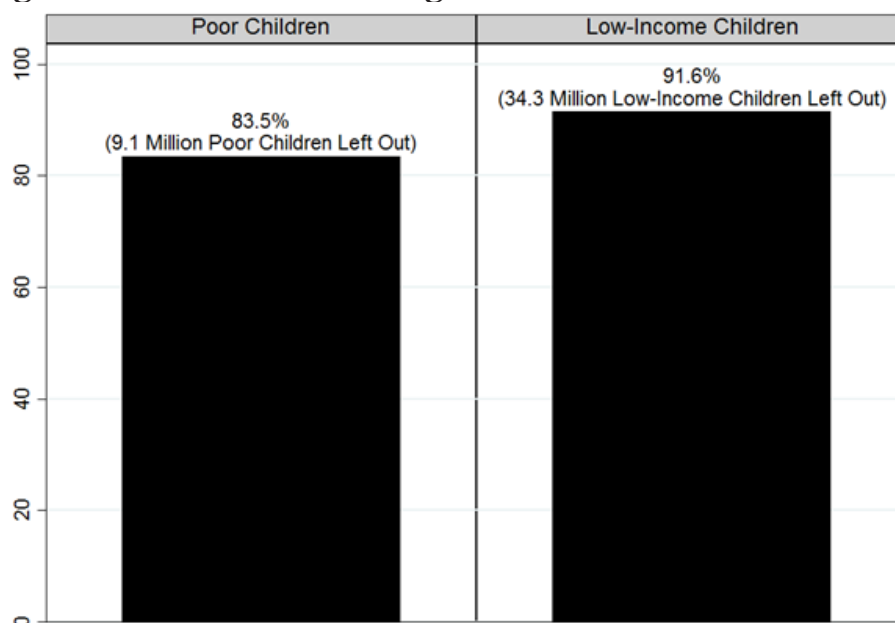 Poor Children
Low-Income Children
100
80
60
40
20
83.5%
(9.1 Million Poor Children Left Out)
91.6%
(34.3 Million Low-Income Children Left Out)